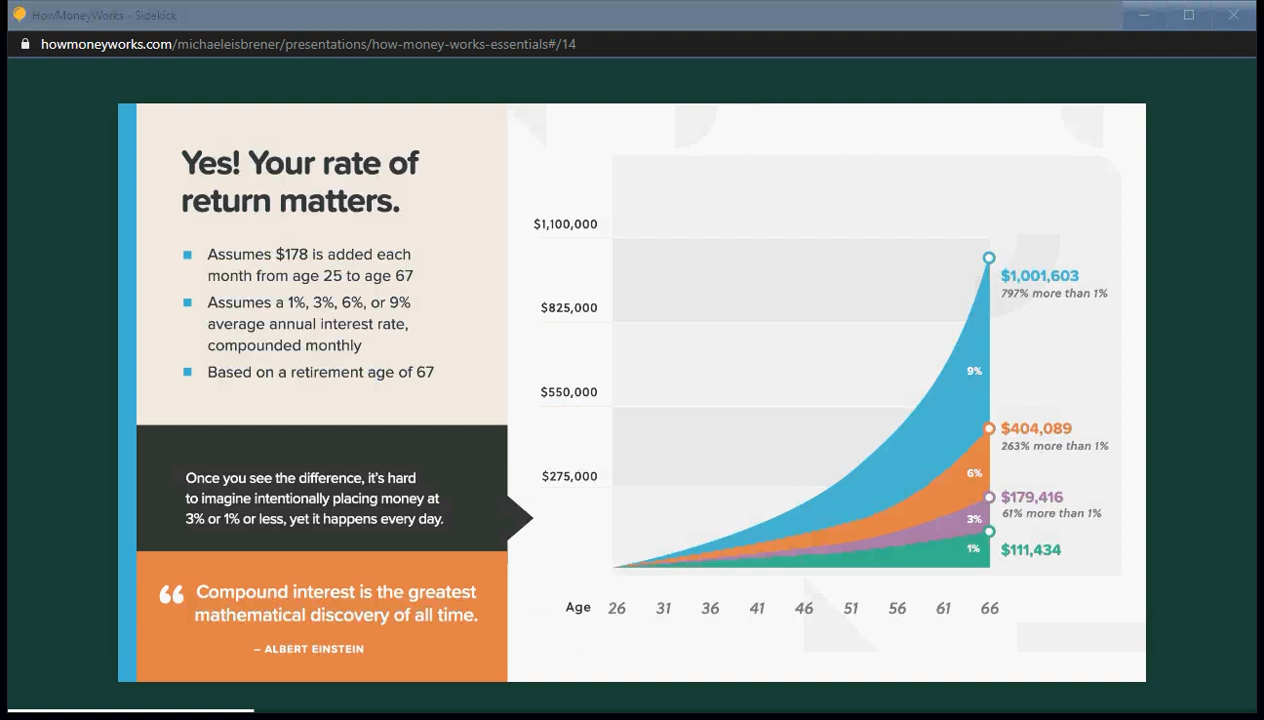 HowMoneyWorks - Sidekick
howmoneyworks.com/michaeleisbrener/presentations/how-money-works-essentials#/14
Yes! Your rate of
return matters.
Assumes $178 is added each
month from age 25 to age 67
Assumes a 1%, 3%, 6%, or 9%
average annual interest rate,
compounded monthly
Based on a retirement age of 67
Once you see the difference, it's hard
to imagine intentionally placing money at
3% or 1% or less, yet it happens every day.
“ Compound interest is the greatest
mathematical discovery of all time.
– ALBERT EINSTEIN
$1,100,000
$825,000
$550,000
$275,000
$1,001,603
797% more than 1%
9%
$404,089
263% more than 1%
6%
$179,416
61% more than 1%
3%
$111,434
1%
Age 26 31 36 41 46 51 56 61 66